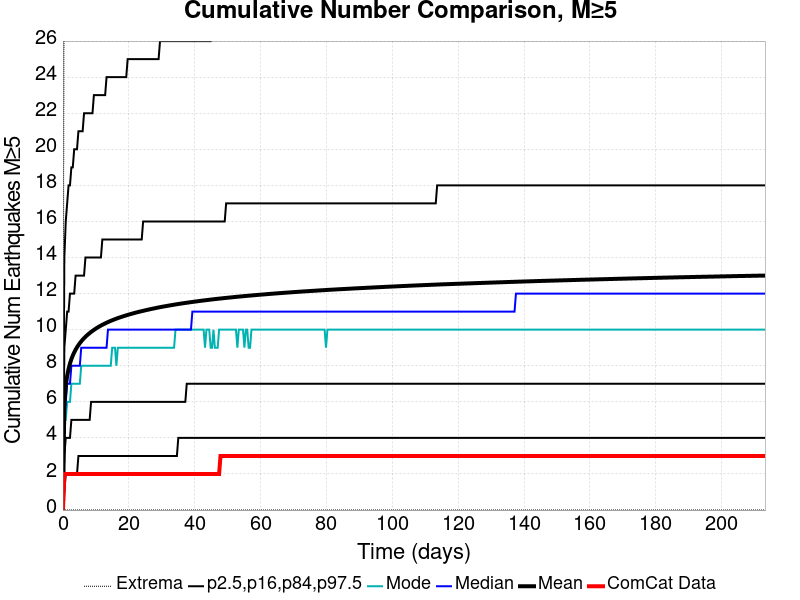 Cumulative Number Comparison, M≥5
Cumulative Num Earthquakes M≥5
26
24
22
20
18
16
14
12
10
8
6
4
2
0
0 20 40 60 80 100 120 140 160 180 200
Time (days)
Extrema p2.5,p16,p84,p97.5 Mode Median Mean ComCat Data